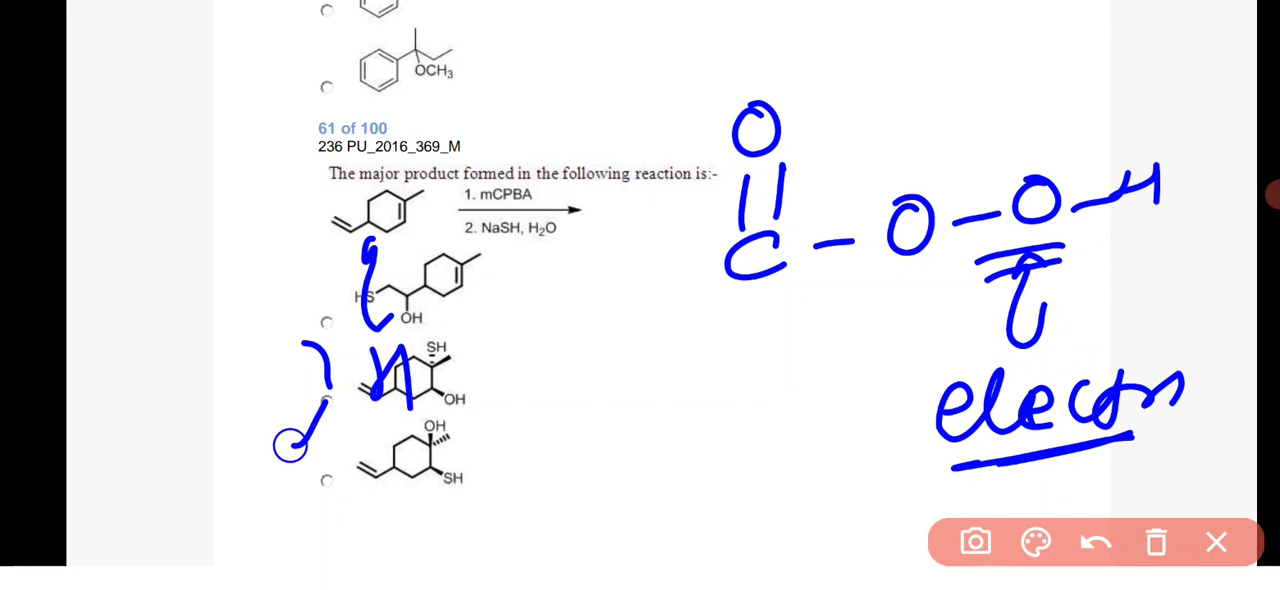 OCH3
61 of 100
236 PU_2016_369_M
The major product formed in the following reaction is:-
1. mCPBA
2. NaSH, H2O
HS
OH
SH
OH
OH
SH
O
C - O - O - H